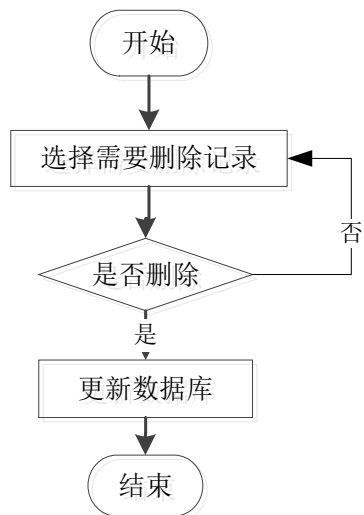 开始
选择需要删除记录
是否删除
否
是
更新数据库
结束